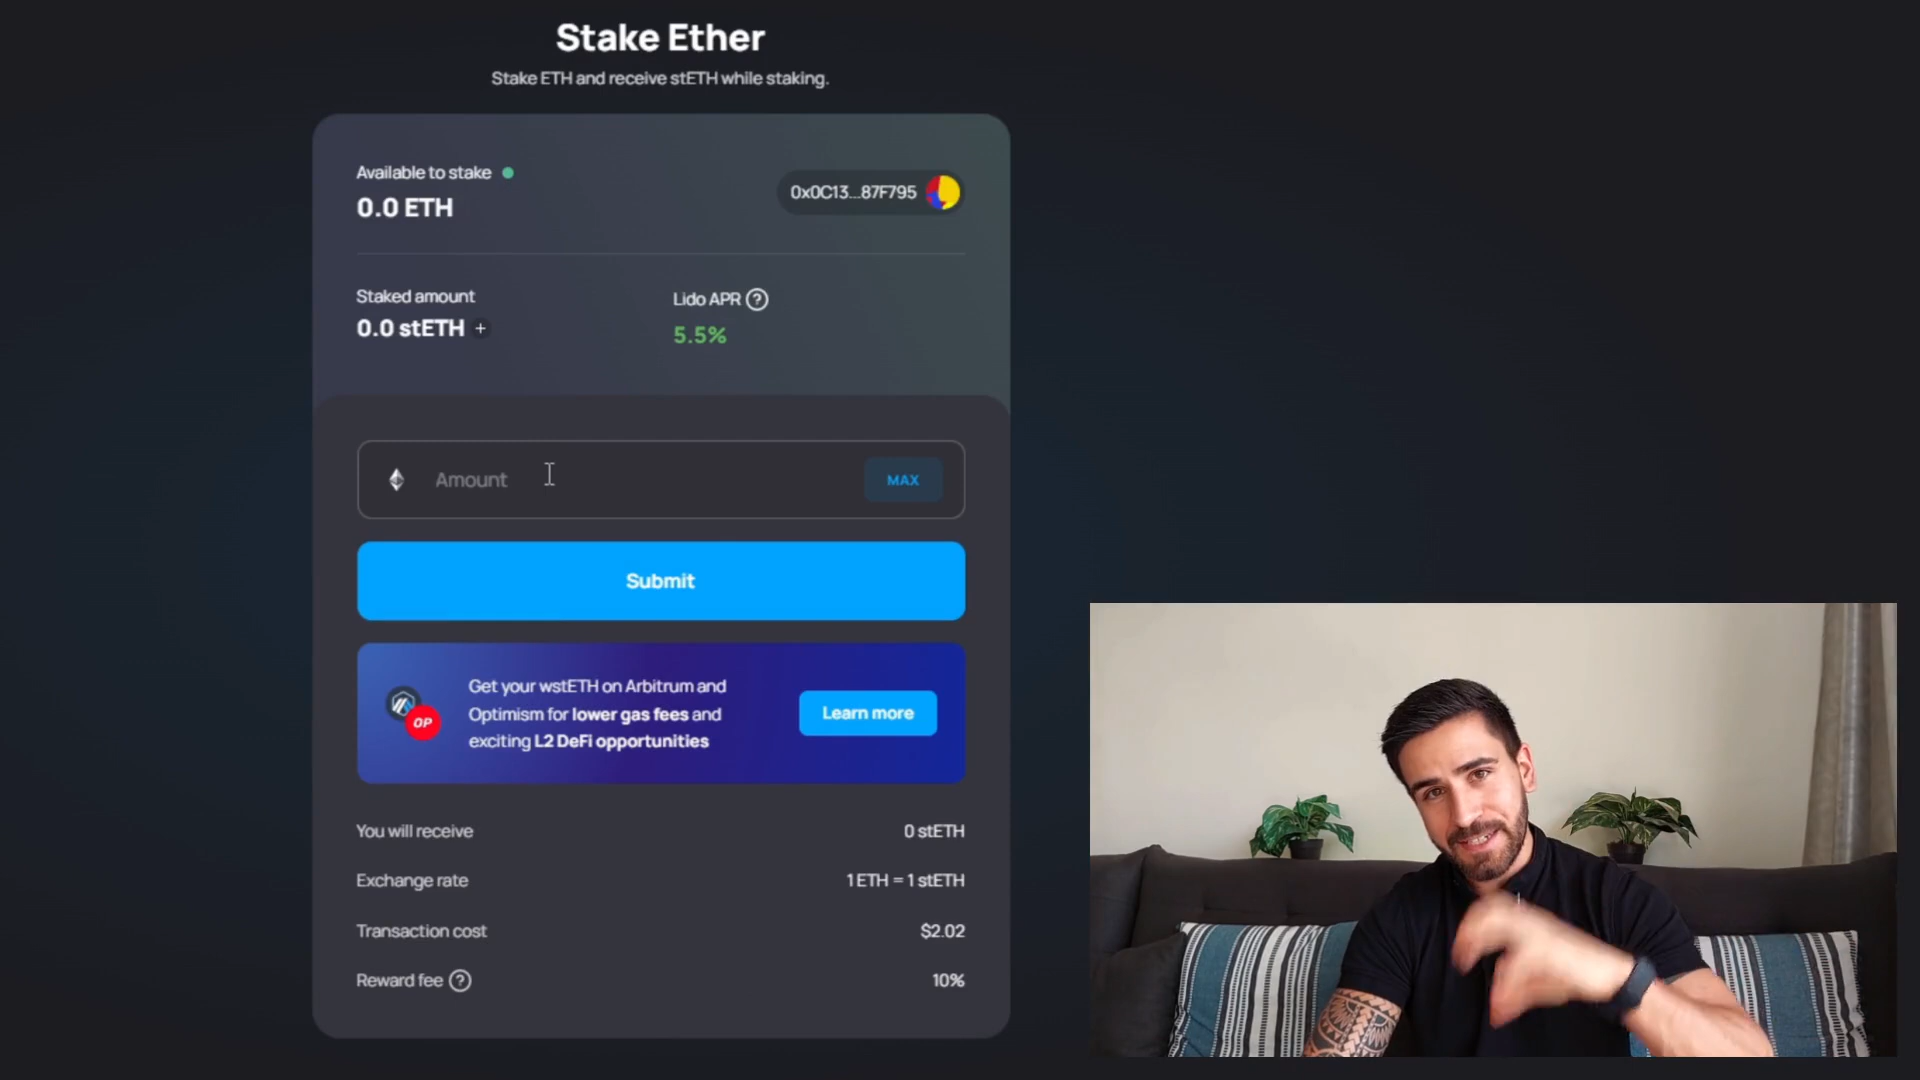 Stake Ether
Stake ETH and receive stETH while staking.
Available to stake
0.0 ETH
0x0C13...87F795
Staked amount
0.0 stETH +
Lido APR ?
5.5%
Amount
MAX
Submit
Get your wstETH on Arbitrum and
Optimism for lower gas fees and
exciting L2 DeFi opportunities
OP
Learn more
You will receive
0 stETH
Exchange rate
1 ETH = 1 stETH
Transaction cost
$2.02
Reward fee ?
10%